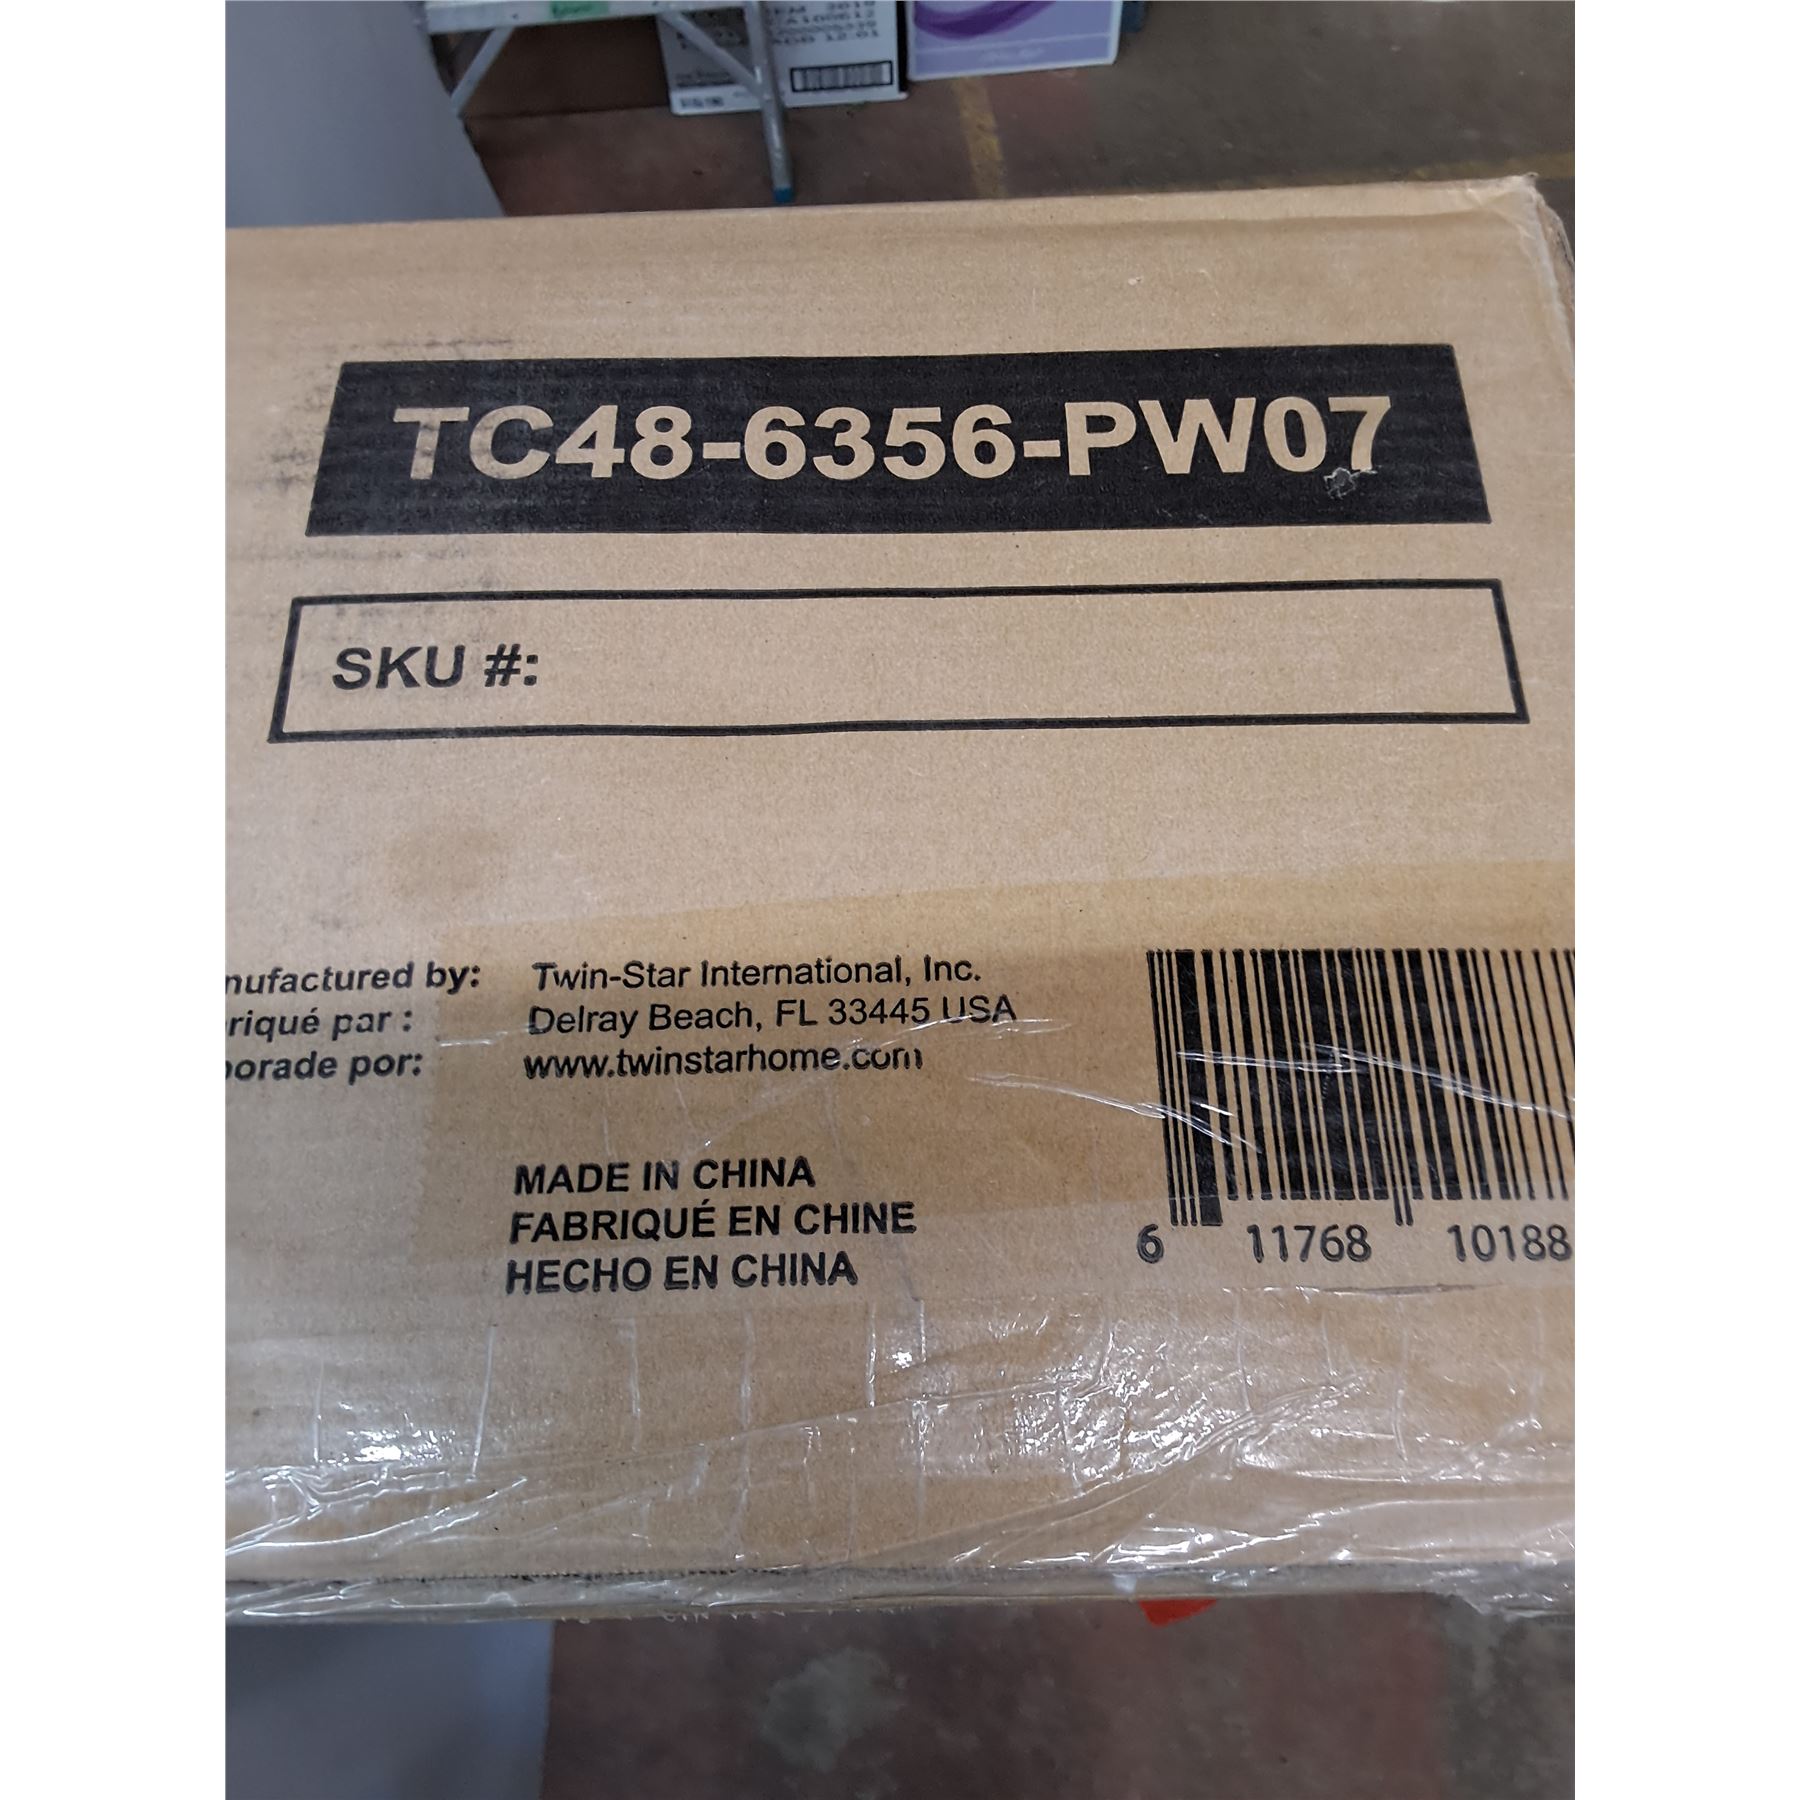 TC48-6356-PW07
SKU #:
nufactured by: Twin-Star International, Inc.
riqué par : Delray Beach, FL 33445 USA
orade por: www.twinstarhome.com
MADE IN CHINA
FABRIQUÉ EN CHINE
HECHO EN CHINA
6 11768 10188